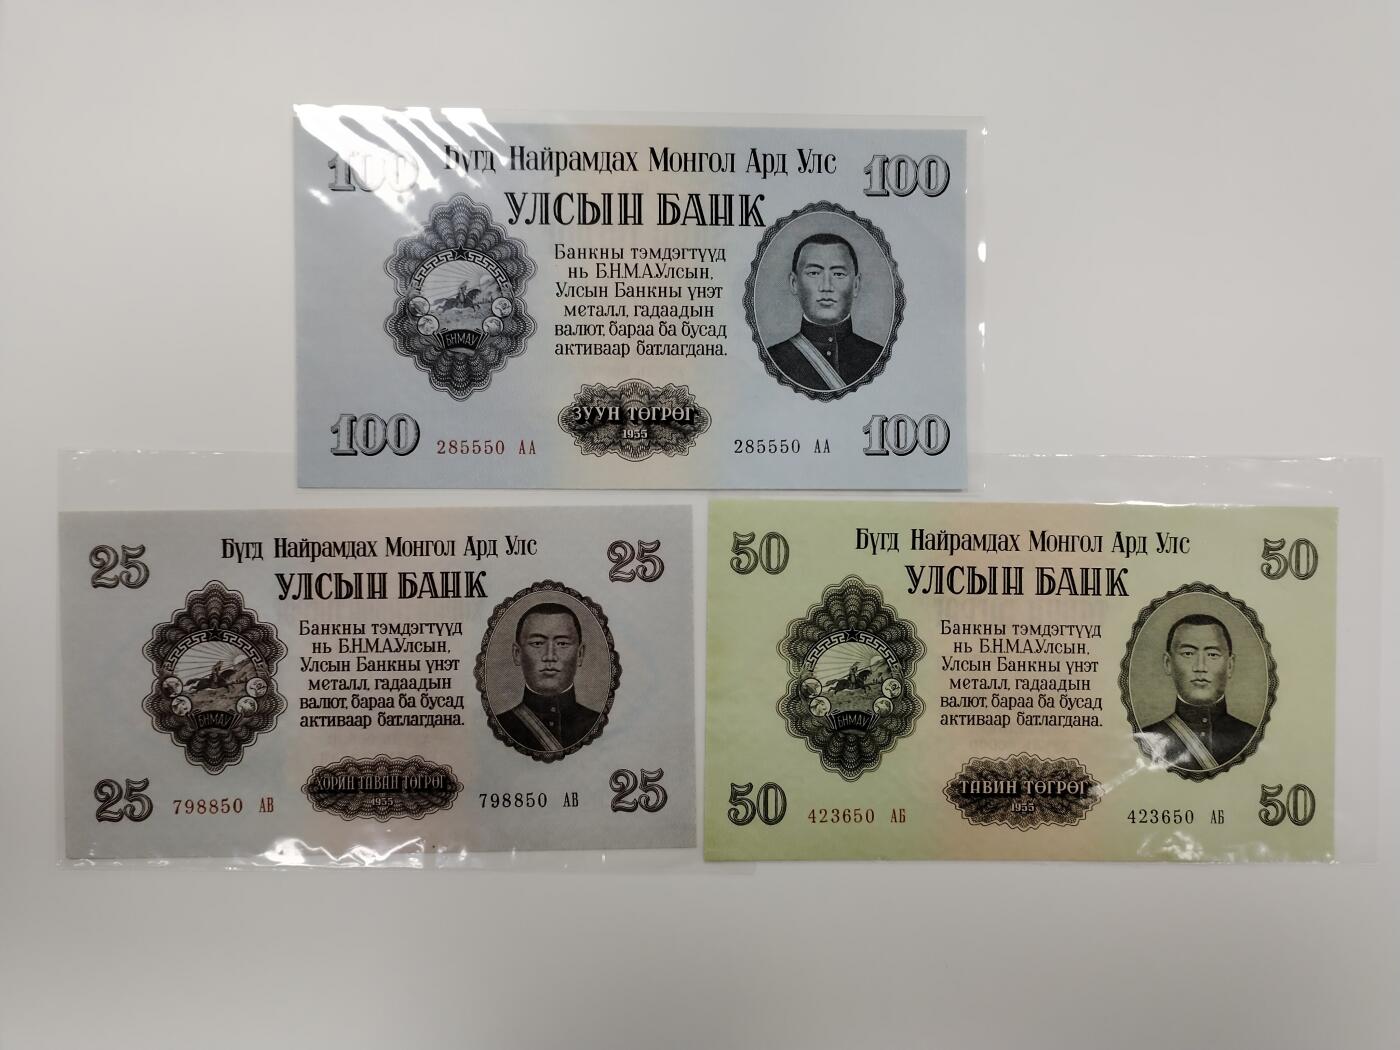 100 Бүгд Найрамдах Монгол Ард Улс 100
УЛСЫН БАНК
Банкны тэмдэгтүүд
нь Б.Н.М.А.Улсын,
Улсын Банкны үнэт
металл, гадаадын
валют, бараа ба бусад
активаар батлагдана.
БНМАУ
ЗУУН ТӨГРӨГ
1955
100 285550 АА 285550 АА 100
25 Бүгд Найрамдах Монгол Ард Улс 25
УЛСЫН БАНК
Банкны тэмдэгтүүд
нь Б.Н.М.А.Улсын,
Улсын Банкны үнэт
металл, гадаадын
валют, бараа ба бусад
активаар батлагдана.
БНМАУ
ХОРИН ТАВАН ТӨГРӨГ
1955
25 798850 АВ 798850 АВ 25
50 Бүгд Найрамдах Монгол Ард Улс 50
УЛСЫН БАНК
Банкны тэмдэгтүүд
нь Б.Н.М.А.Улсын,
Улсын Банкны үнэт
металл, гадаадын
валют, бараа ба бусад
активаар батлагдана.
БНМАУ
ТАВИН ТӨГРӨГ
1955
50 423650 АБ 423650 АБ 50